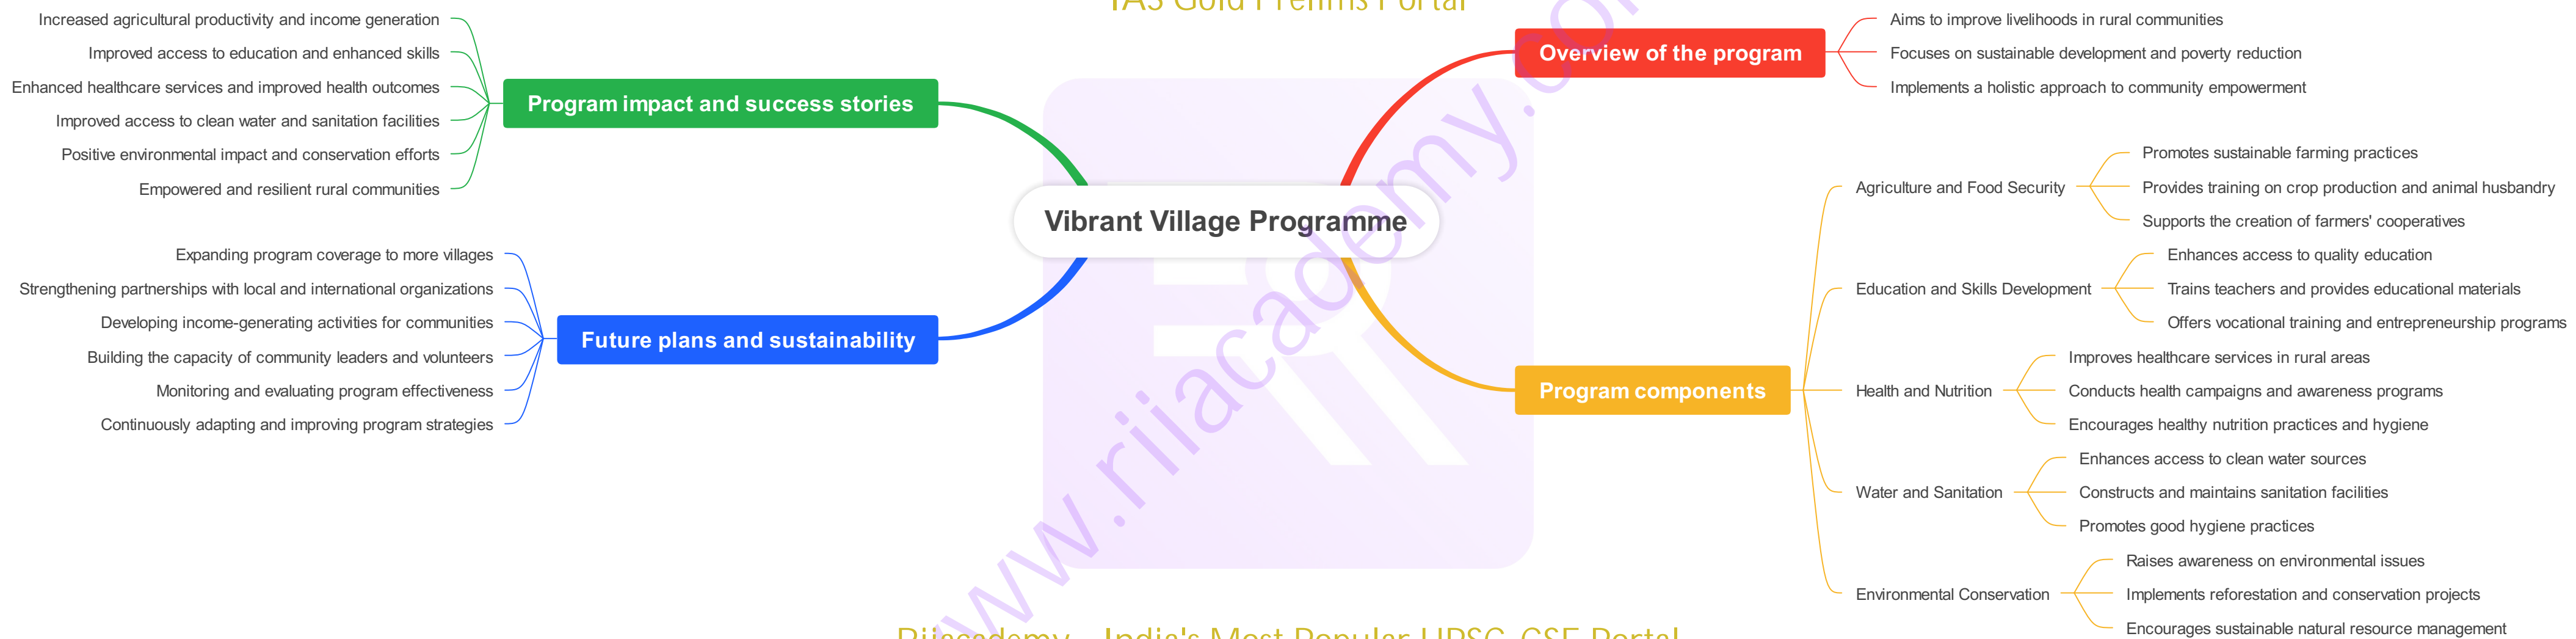 IAS Gold Prelims Portal
Vibrant Village Programme
Overview of the program
Aims to improve livelihoods in rural communities
Focuses on sustainable development and poverty reduction
Implements a holistic approach to community empowerment
Program components
Agriculture and Food Security
Promotes sustainable farming practices
Provides training on crop production and animal husbandry
Supports the creation of farmers' cooperatives
Education and Skills Development
Enhances access to quality education
Trains teachers and provides educational materials
Offers vocational training and entrepreneurship programs
Health and Nutrition
Improves healthcare services in rural areas
Conducts health campaigns and awareness programs
Encourages healthy nutrition practices and hygiene
Water and Sanitation
Enhances access to clean water sources
Constructs and maintains sanitation facilities
Promotes good hygiene practices
Environmental Conservation
Raises awareness on environmental issues
Implements reforestation and conservation projects
Encourages sustainable natural resource management
Program impact and success stories
Increased agricultural productivity and income generation
Improved access to education and enhanced skills
Enhanced healthcare services and improved health outcomes
Improved access to clean water and sanitation facilities
Positive environmental impact and conservation efforts
Empowered and resilient rural communities
Future plans and sustainability
Expanding program coverage to more villages
Strengthening partnerships with local and international organizations
Developing income-generating activities for communities
Building the capacity of community leaders and volunteers
Monitoring and evaluating program effectiveness
Continuously adapting and improving program strategies
India's Most Popular UPSC-CSE Portal